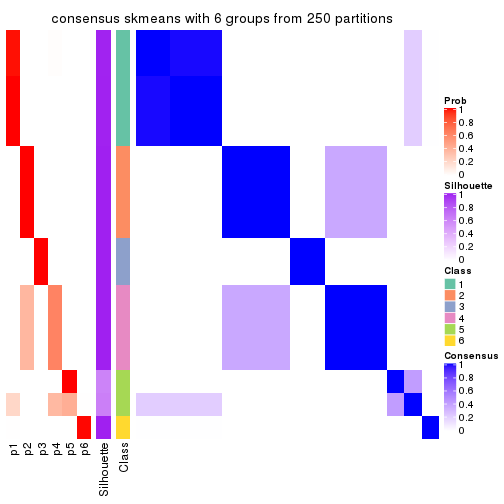 consensus skmeans with 6 groups from 250 partitions
Prob
1
0.8
0.6
0.4
0.2
0
Silhouette
1
0.8
0.6
0.4
0.2
0
Class
1
2
3
4
5
6
Consensus
1
0.8
0.6
0.4
0.2
0
p1
p2
p3
p4
p5
p6
Silhouette
Class